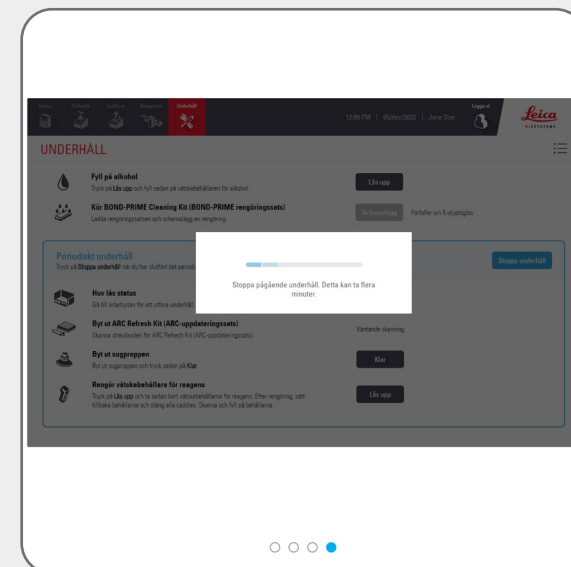 Underhåll
Logga ut
12:09 PM | 05/dec/2022 | Jane Doe
Leica
BIOSYSTEMS
UNDERHÅLL
Fyll på alkohol
Tryck på Lås upp och fyll sedan på vätskebehållaren för alkohol.
Lås upp
Kör BOND-PRIME Cleaning Kit (BOND-PRIME rengöringssats)
Ladda rengöringssatsen och schemalägg en rengöring.
Schemalägg
Förfaller om 5 objektglas
Periodiskt underhåll
Tryck på Stoppa underhåll när du har slutfört det
Stoppa underhåll
Stoppa pågående underhåll. Detta kan ta flera
minuter.
Huv lås status
Gå till arbetsytan för att utföra underhåll
Byt ut ARC Refresh Kit (ARC-uppdateringssats)
Skanna streckkoden för ARC Refresh Kit (ARC-uppdateringssats).
Väntande skanning
Byt ut sugproppen
Byt ut sugproppen och tryck sedan på Klar
Klar
Rengör vätskebehållare för reagens
Tryck på Lås upp och ta sedan bort vätskebehållarna för reagens. Efter rengöring, sätt
tillbaka behållarna och stäng alla caddies. Skanna och fyll på behållarna.
Lås upp